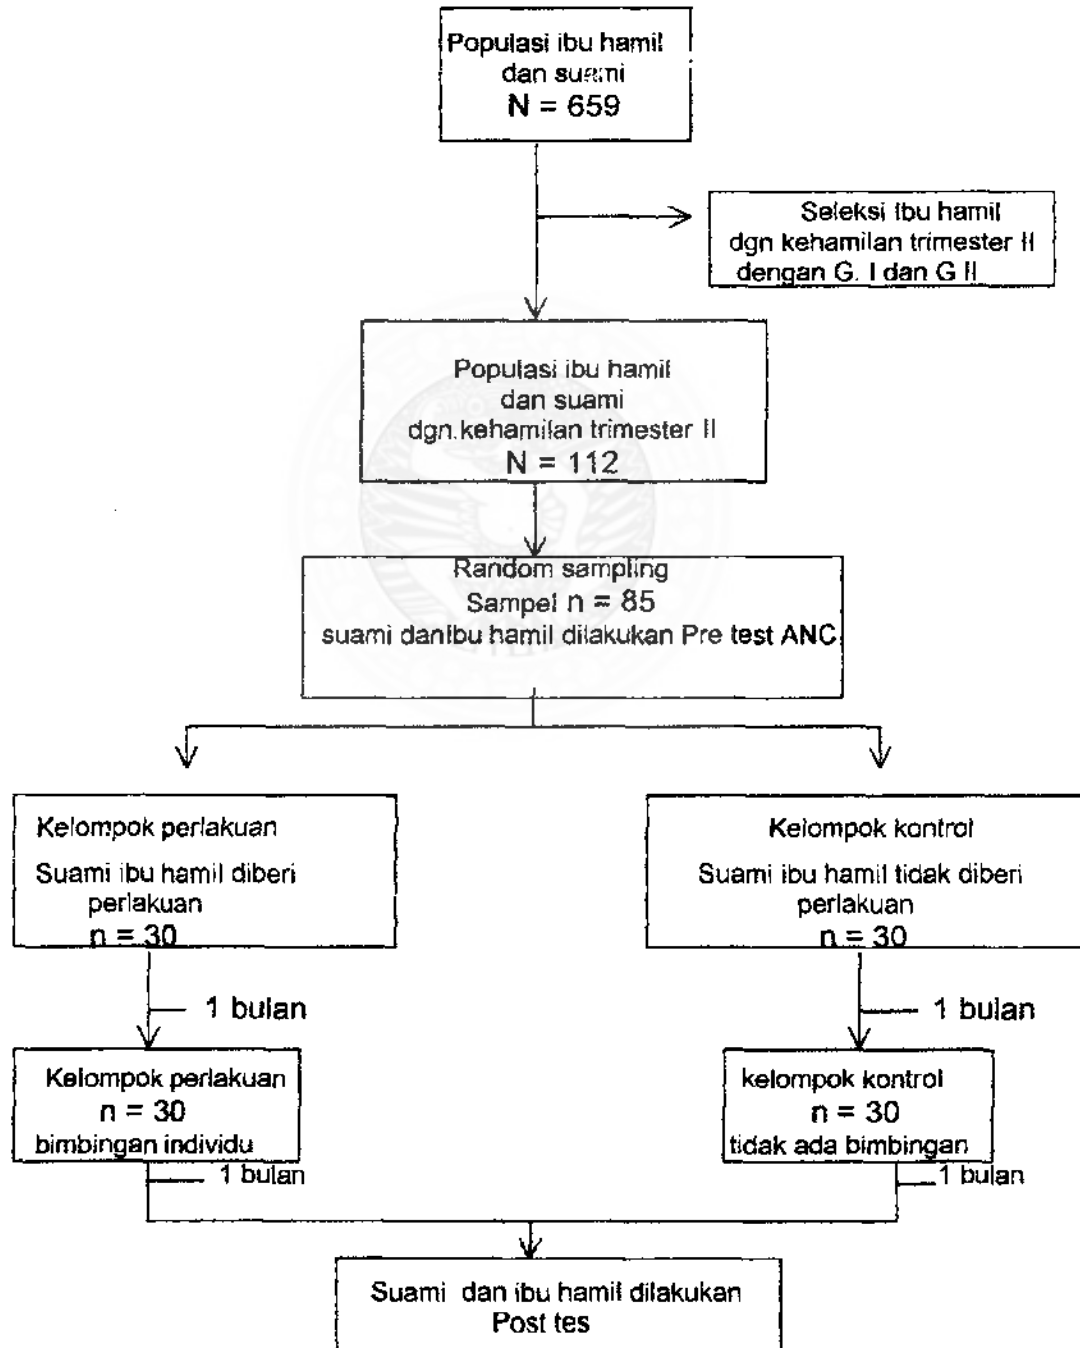 Populasi ibu hamil
dan suami
N = 659
Seleksi Ibu hamil
dgn kehamilan trimester II
dengan G. I dan G II
Populasi ibu hamil
dan suami
dgn.kehamilan trimester II
N = 112
Random sampling
Sampel n = 85
suami danIbu hamil dilakukan Pre test ANC
Kelompok perlakuan
Suami ibu hamil diberi
perlakuan
n = 30
Kelompok kontrol
Suami ibu hamil tidak diberi
perlakuan
n = 30
1 bulan
1 bulan
Kelompok perlakuan
n = 30
bimbingan individu
kelompok kontrol
n = 30
tidak ada bimbingan
1 bulan
1 bulan
Suami dan ibu hamil dilakukan
Post tes